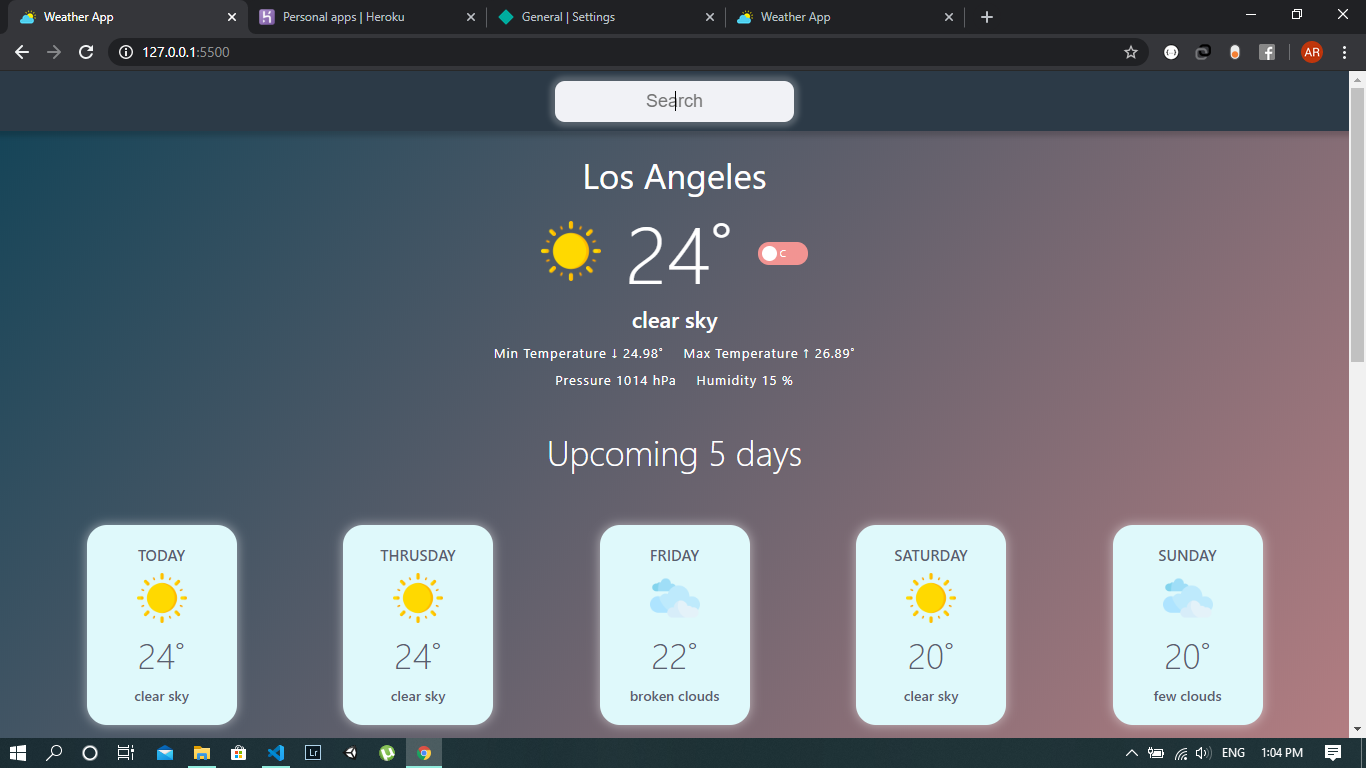 Weather App
Personal apps | Heroku
General | Settings
Weather App
127.0.0.1:5500
AR
Search
Los Angeles
24°
C
clear sky
Min Temperature ↓ 24.98° Max Temperature ↑ 26.89°
Pressure 1014 hPa Humidity 15 %
Upcoming 5 days
TODAY THRUSDAY FRIDAY SATURDAY SUNDAY
24° 24° 22° 20° 20°
clear sky clear sky broken clouds clear sky few clouds
Lr
ENG
1:04 PM